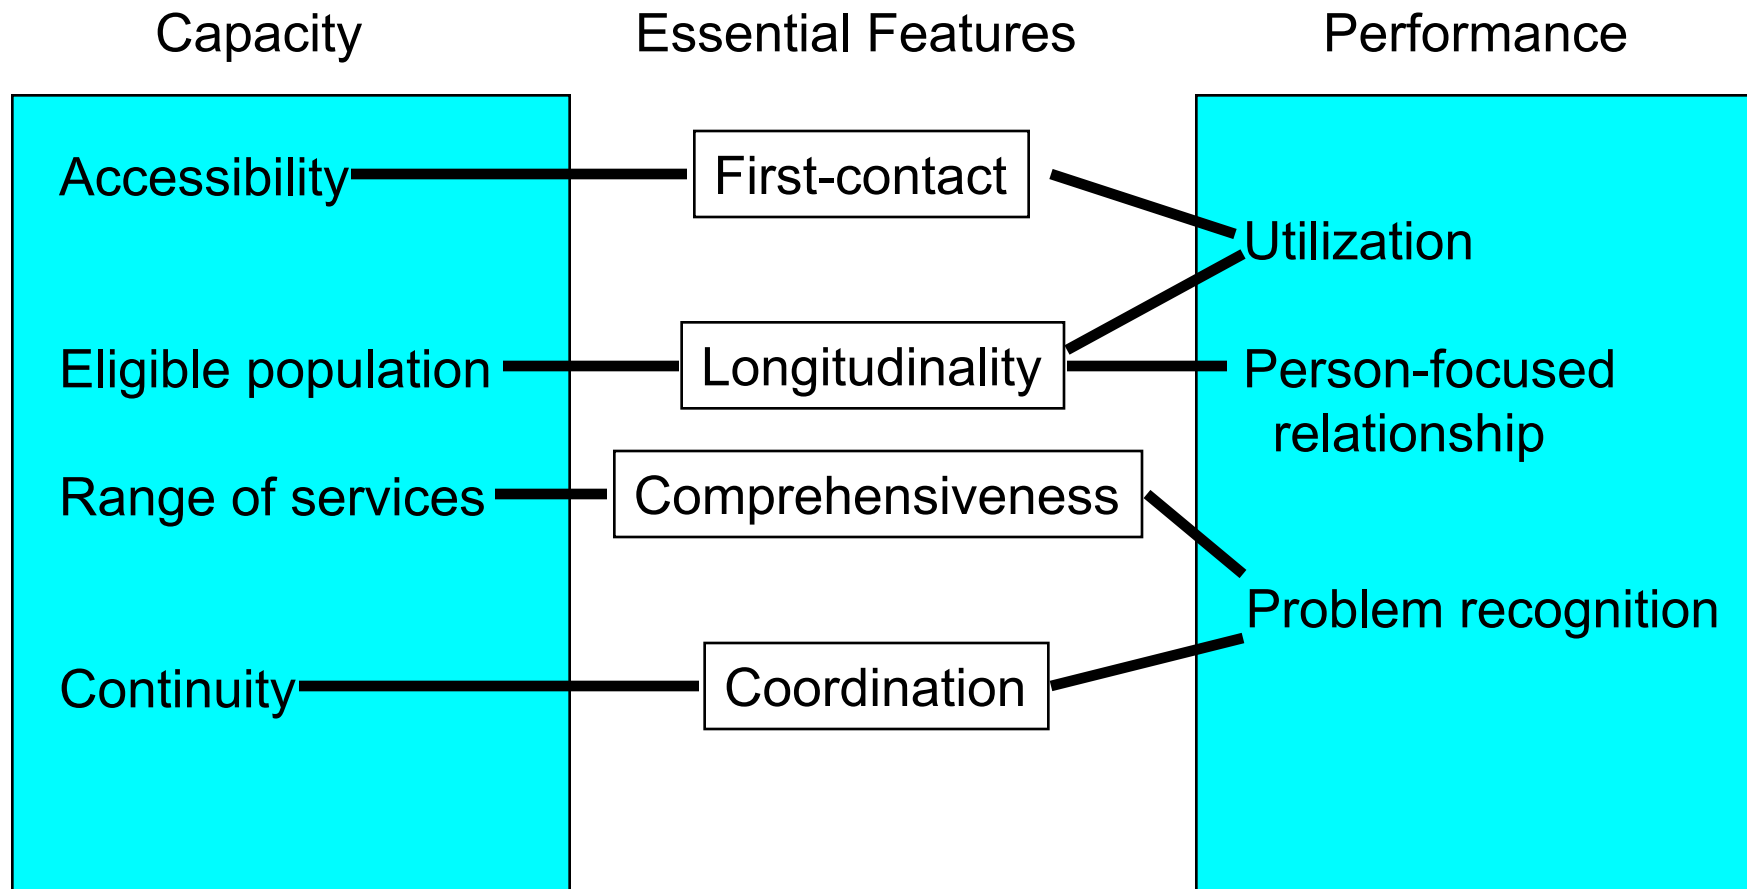 Capacity
Essential Features
Performance
Accessibility
First-contact
Utilization
Eligible population
Longitudinality
Person-focused
relationship
Range of services
Comprehensiveness
Problem recognition
Continuity
Coordination